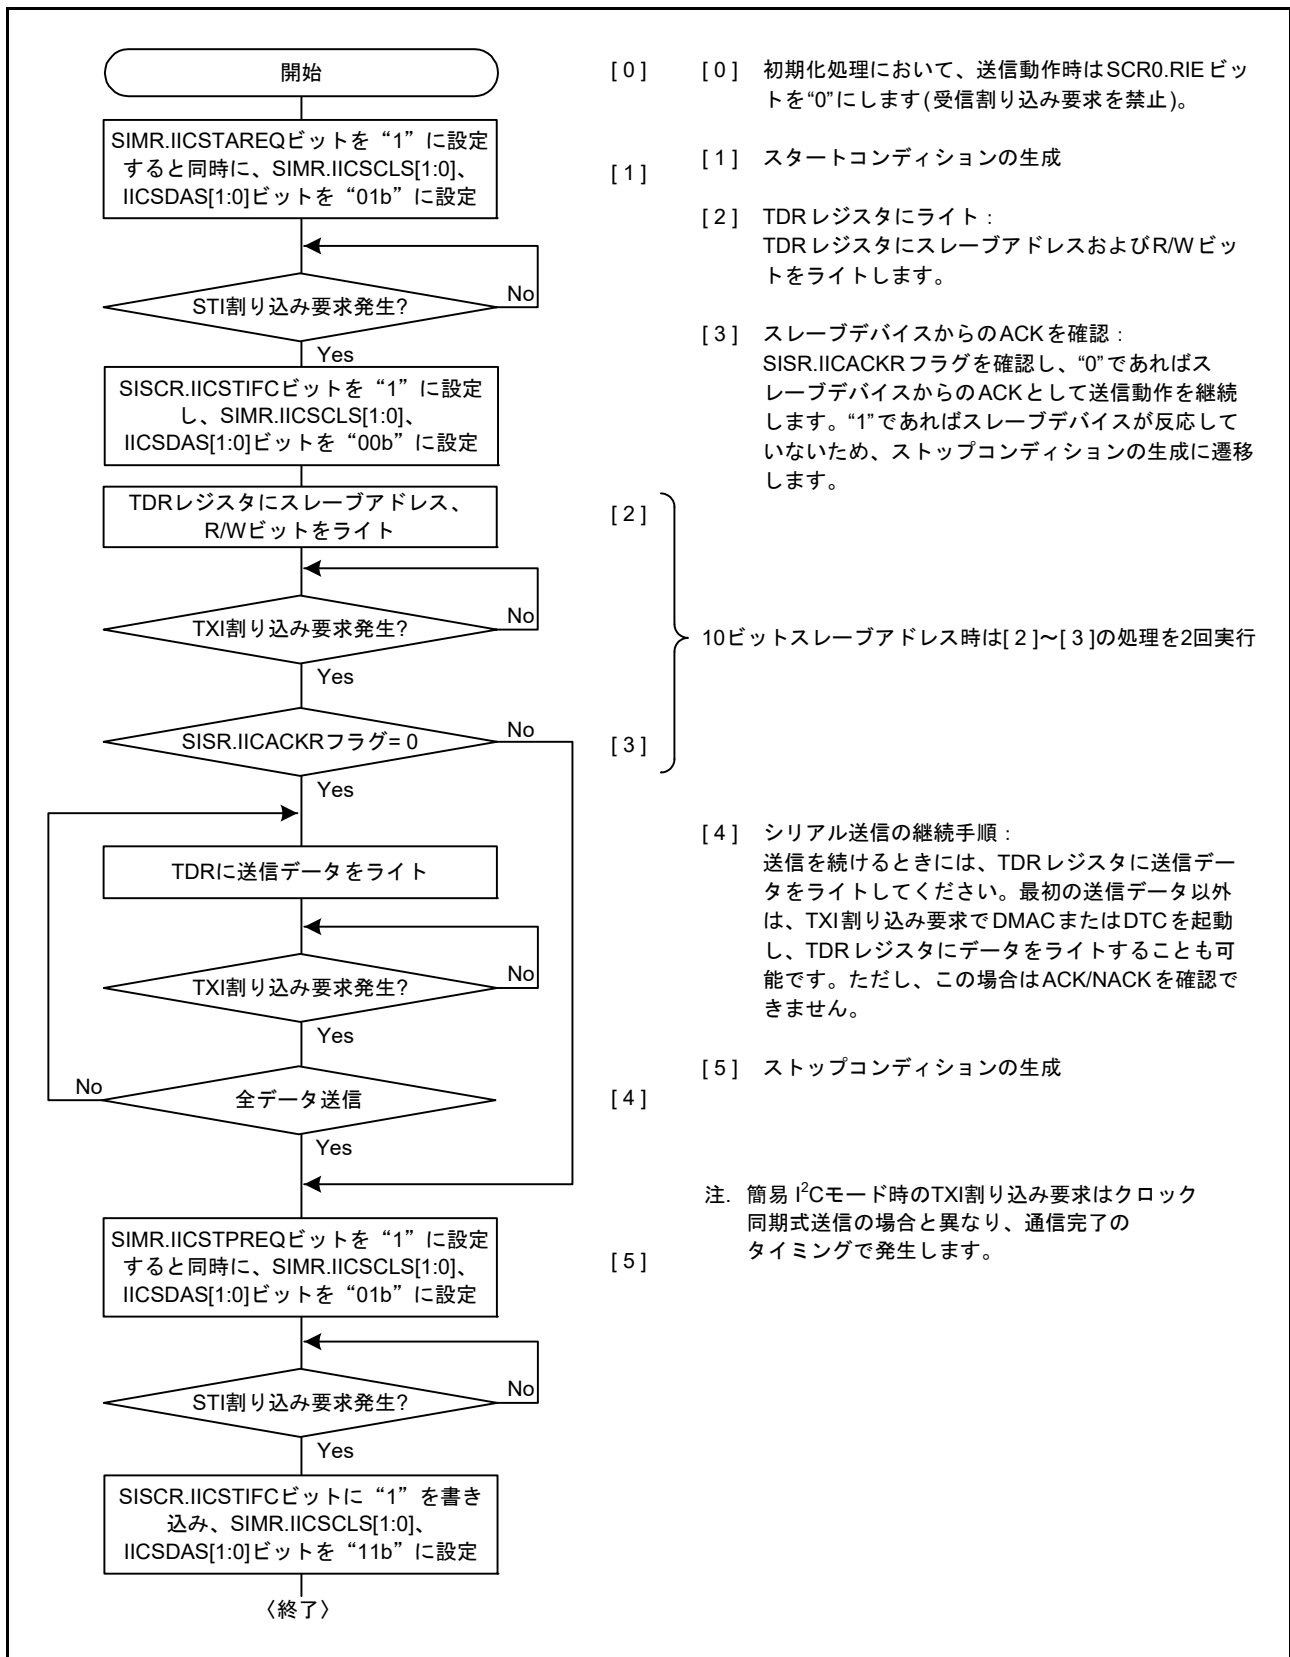 開始
[ 0 ]
SIMR.IICSTAREQビットを“1”に設定
すると同時に、SIMR.IICSCLS[1:0]、
IICSDAS[1:0]ビットを“01b”に設定
[ 1 ]
STI割り込み要求発生?
No
Yes
SISCR.IICSTIFCビットを“1”に設定
し、SIMR.IICSCLS[1:0]、
IICSDAS[1:0]ビットを“00b”に設定
TDRレジスタにスレーブアドレス、
R/Wビットをライト
[ 2 ]
TXI割り込み要求発生?
No
Yes
10ビットスレーブアドレス時は[ 2 ]～[ 3 ]の処理を2回実行
SISR.IICACKRフラグ= 0
No
[ 3 ]
Yes
TDRに送信データをライト
TXI割り込み要求発生?
No
Yes
No
全データ送信
[ 4 ]
Yes
SIMR.IICSTPREQビットを“1”に設定
すると同時に、SIMR.IICSCLS[1:0]、
IICSDAS[1:0]ビットを“01b”に設定
[ 5 ]
STI割り込み要求発生?
No
Yes
SISCR.IICSTIFCビットに“1”を書き
込み、SIMR.IICSCLS[1:0]、
IICSDAS[1:0]ビットを“11b”に設定
〈終了〉
[ 0 ] 初期化処理において、送信動作時はSCR0.RIEビッ
トを“0”にします(受信割り込み要求を禁止)。
[ 1 ] スタートコンディションの生成
[ 2 ] TDRレジスタにライト：
TDRレジスタにスレーブアドレスおよびR/Wビッ
トをライトします。
[ 3 ] スレーブデバイスからのACKを確認：
SISR.IICACKRフラグを確認し、“0”であればス
レーブデバイスからのACKとして送信動作を継続
します。“1”であればスレーブデバイスが反応して
いないため、ストップコンディションの生成に遷移
します。
[ 4 ] シリアル送信の継続手順：
送信を続けるときには、TDRレジスタに送信デー
タをライトしてください。最初の送信データ以外
は、TXI割り込み要求でDMACまたはDTCを起動
し、TDRレジスタにデータをライトすることも可
能です。ただし、この場合はACK/NACKを確認で
きません。
[ 5 ] ストップコンディションの生成
注. 簡易 I²Cモード時のTXI割り込み要求はクロック
同期式送信の場合と異なり、通信完了の
タイミングで発生します。